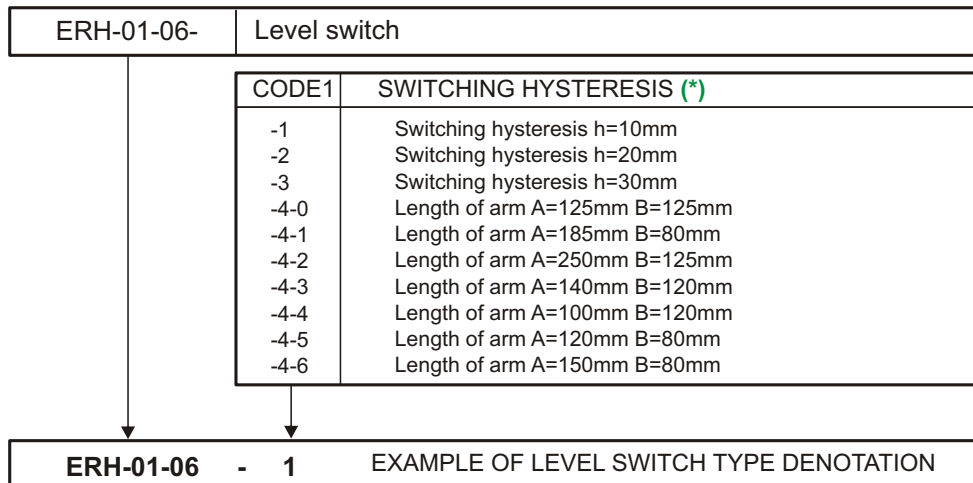 ERH-01-06- Level switch
CODE1 SWITCHING HYSTERESIS (*)
-1 Switching hysteresis h=10mm
-2 Switching hysteresis h=20mm
-3 Switching hysteresis h=30mm
-4-0 Length of arm A=125mm B=125mm
-4-1 Length of arm A=185mm B=80mm
-4-2 Length of arm A=250mm B=125mm
-4-3 Length of arm A=140mm B=120mm
-4-4 Length of arm A=100mm B=120mm
-4-5 Length of arm A=120mm B=80mm
-4-6 Length of arm A=150mm B=80mm
ERH-01-06 - 1 EXAMPLE OF LEVEL SWITCH TYPE DENOTATION